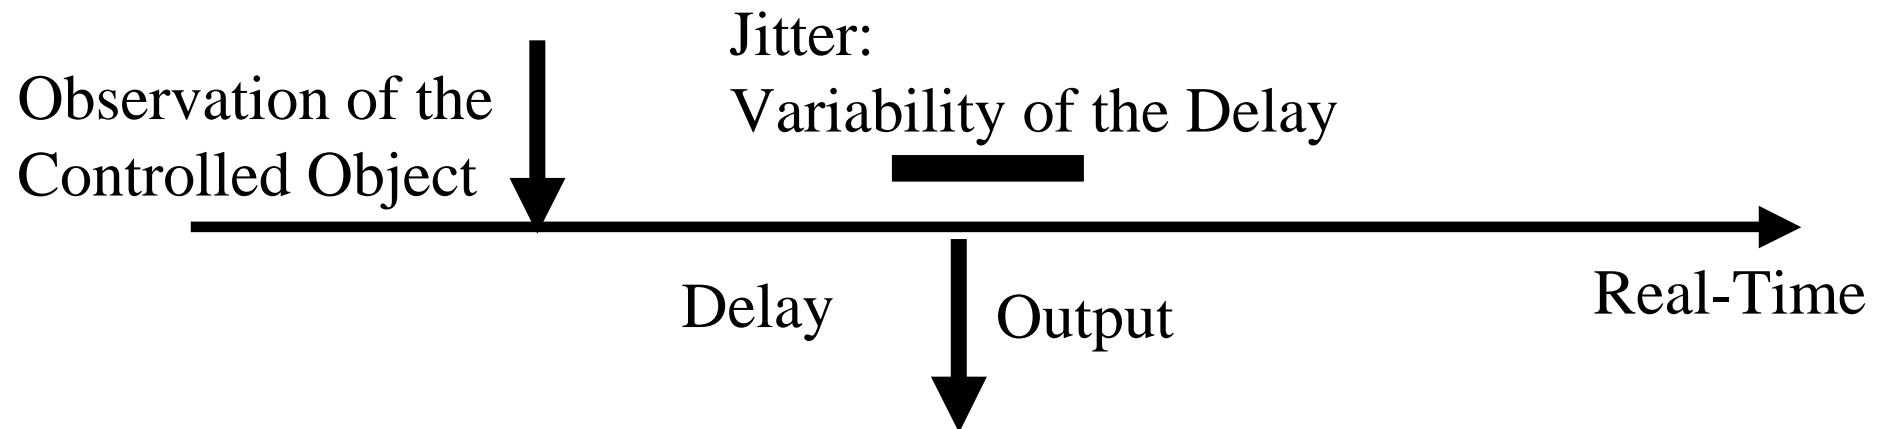 Jitter:
Variability of the Delay
Observation of the
Controlled Object
Delay
Output
Real-Time